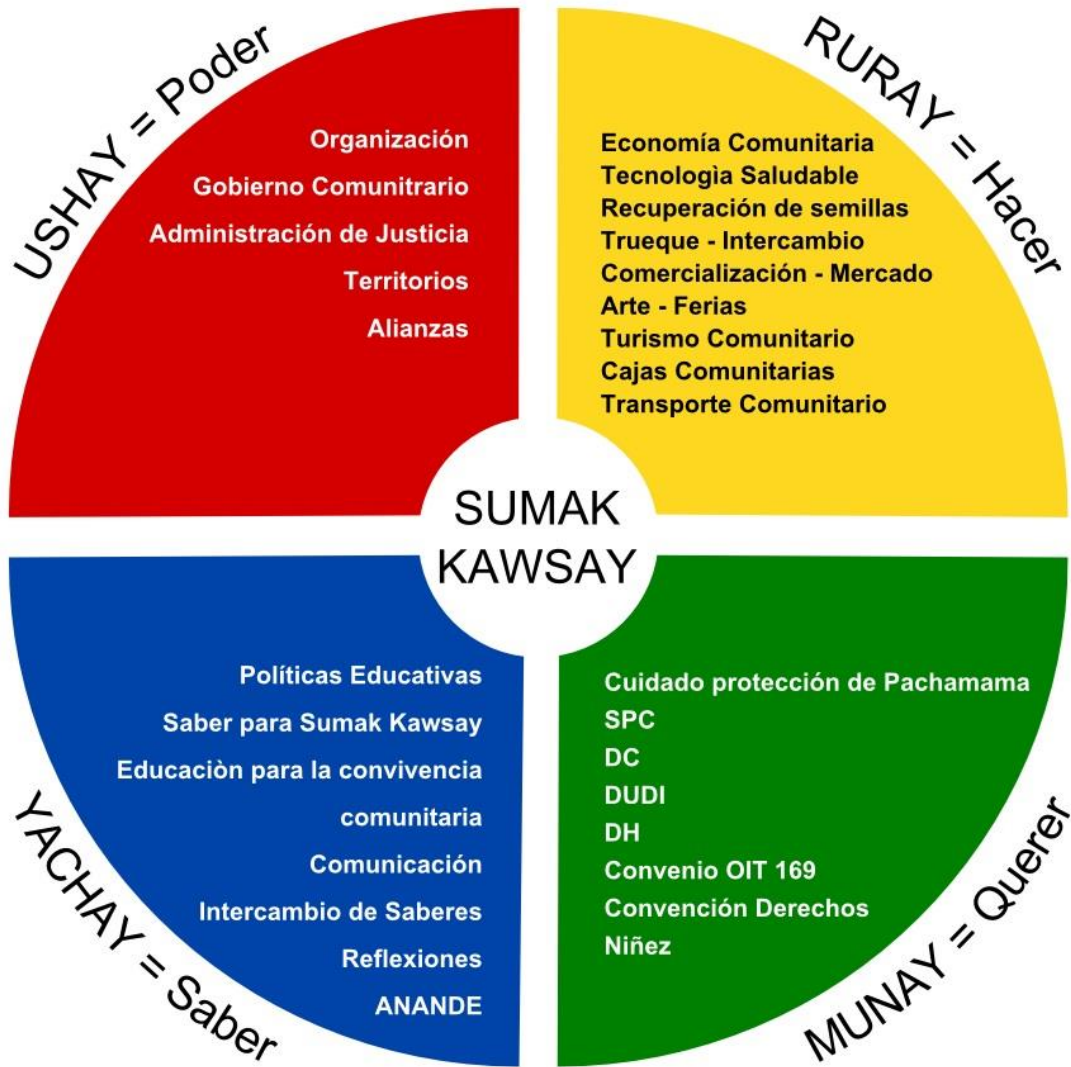 USHAY = Poder
Organización
Gobierno Comunitrario
Administración de Justicia
Territorios
Alianzas
RURAY = Hacer
Economía Comunitaria
Tecnologìa Saludable
Recuperación de semillas
Trueque - Intercambio
Comercialización - Mercado
Arte - Ferias
Turismo Comunitario
Cajas Comunitarias
Transporte Comunitario
SUMAK
KAWSAY
YACHAY = Saber
Políticas Educativas
Saber para Sumak Kawsay
Educaciòn para la convivencia
comunitaria
Comunicación
Intercambio de Saberes
Reflexiones
ANANDE
MUNAY = Querer
Cuidado protección de Pachamama
SPC
DC
DUDI
DH
Convenio OIT 169
Convención Derechos
Niñez